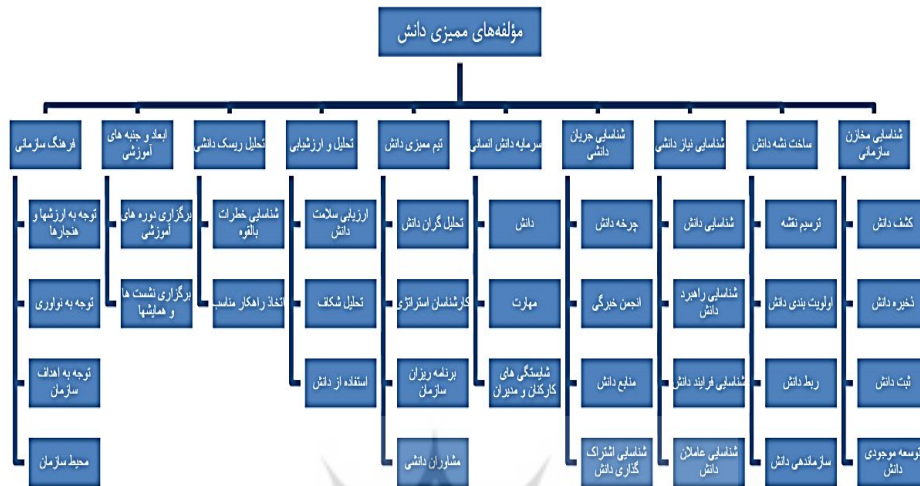 مؤلفه‌های ممیزی دانش
شناسایی مخازن
سازمانی
ساخت نشه دانش
شناسایی نیاز دانشی
شناسایی جریان
دانشی
سرمایه دانش انسانی
تیم ممیزی دانش
تحلیل و ارزشیابی
تحلیل ریسک دانشی
ابعاد و جنبه های
آموزشی
فرهنگ سازمانی
کشف دانش
ذخیره دانش
ثبت دانش
توسعه موجودی
دانش
ترسیم نقشه
اولویت بندی دانش
ربط دانش
سازماندهی دانش
شناسایی دانش
شناسایی راهبرد
دانش
شناسایی فرایند دانش
شناسایی عاملان
دانش
چرخه دانش
انجمن خبرگی
منابع دانش
شناسایی اشتراک
گذاری دانش
دانش
مهارت
شایستگی های
کارکنان و مدیران
تحلیل گران دانش
کارشناسان استراتژی
برنامه ریزان
سازمان
مشاوران دانشی
ارزیابی سلامت
دانش
تحلیل شکاف
استفاده از دانش
شناسایی خطرات
بالقوه
اتخاذ راهکار مناسب
برگزاری دوره های
آموزشی
برگزاری نشست ها
و همایشها
توجه به ارزشها و
هنجارها
توجه به نوآوری
توجه به اهداف
سازمان
محیط سازمان